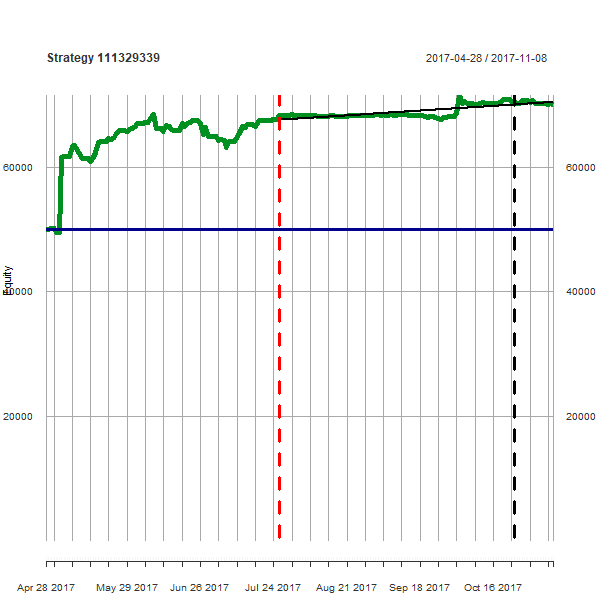 Strategy 111329339
2017-04-28 / 2017-11-08
60000
60000
Equity
40000
40000
20000
20000
Apr 28 2017
May 29 2017
Jun 26 2017
Jul 24 2017
Aug 21 2017
Sep 18 2017
Oct 16 2017